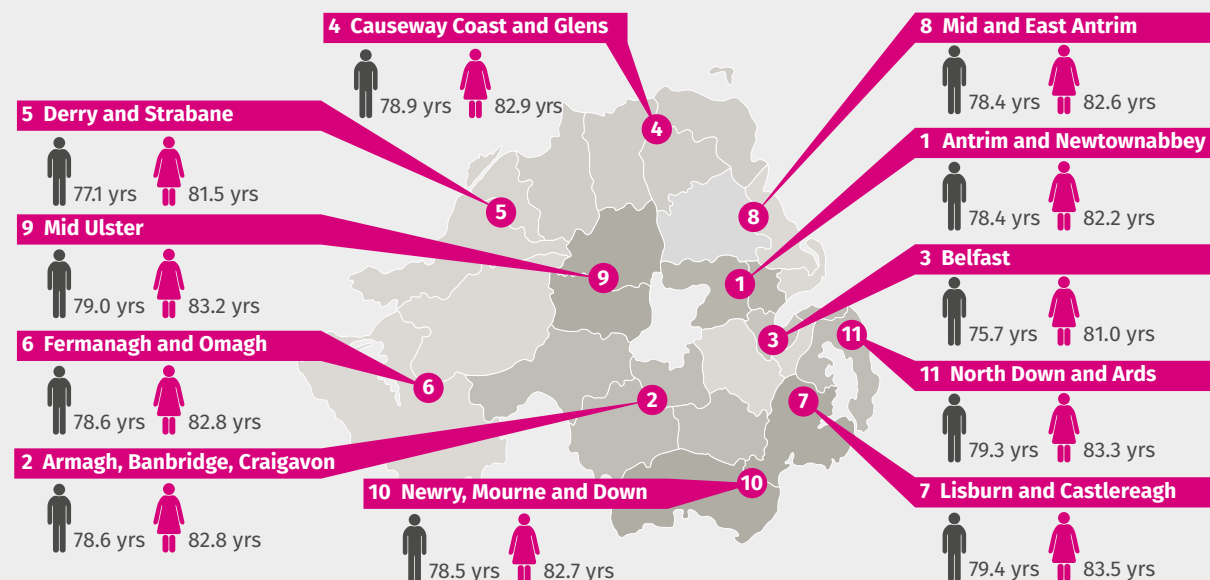 4 Causeway Coast and Glens
78.9 yrs 82.9 yrs
8 Mid and East Antrim
78.4 yrs 82.6 yrs
5 Derry and Strabane
77.1 yrs 81.5 yrs
1 Antrim and Newtownabbey
78.4 yrs 82.2 yrs
9 Mid Ulster
79.0 yrs 83.2 yrs
3 Belfast
75.7 yrs 81.0 yrs
6 Fermanagh and Omagh
78.6 yrs 82.8 yrs
11 North Down and Ards
79.3 yrs 83.3 yrs
2 Armagh, Banbridge, Craigavon
78.6 yrs 82.8 yrs
10 Newry, Mourne and Down
78.5 yrs 82.7 yrs
7 Lisburn and Castlereagh
79.4 yrs 83.5 yrs
4
5
8
9
1
3
11
6
2
7
10